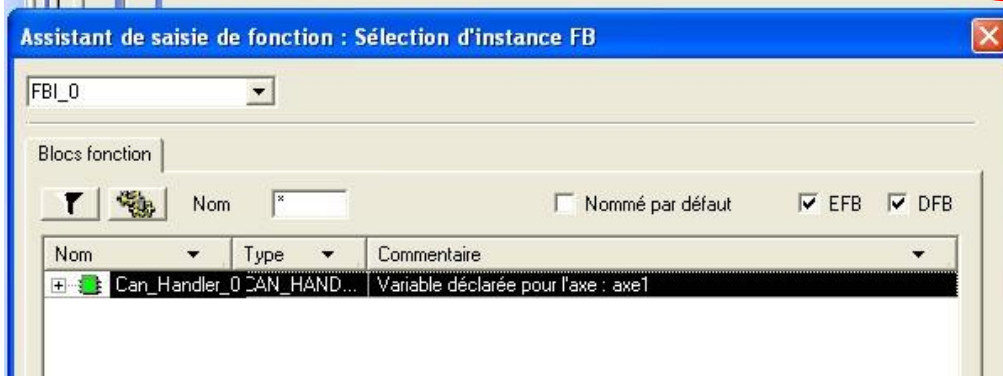 Assistant de saisie de fonction : Sélection d'instance FB
FBI_0
Blocs fonction
Nom * Nommé par défaut EFB DFB
Nom Type Commentaire
Can_Handler_0 CAN_HAND... Variable déclarée pour l'axe : axe1